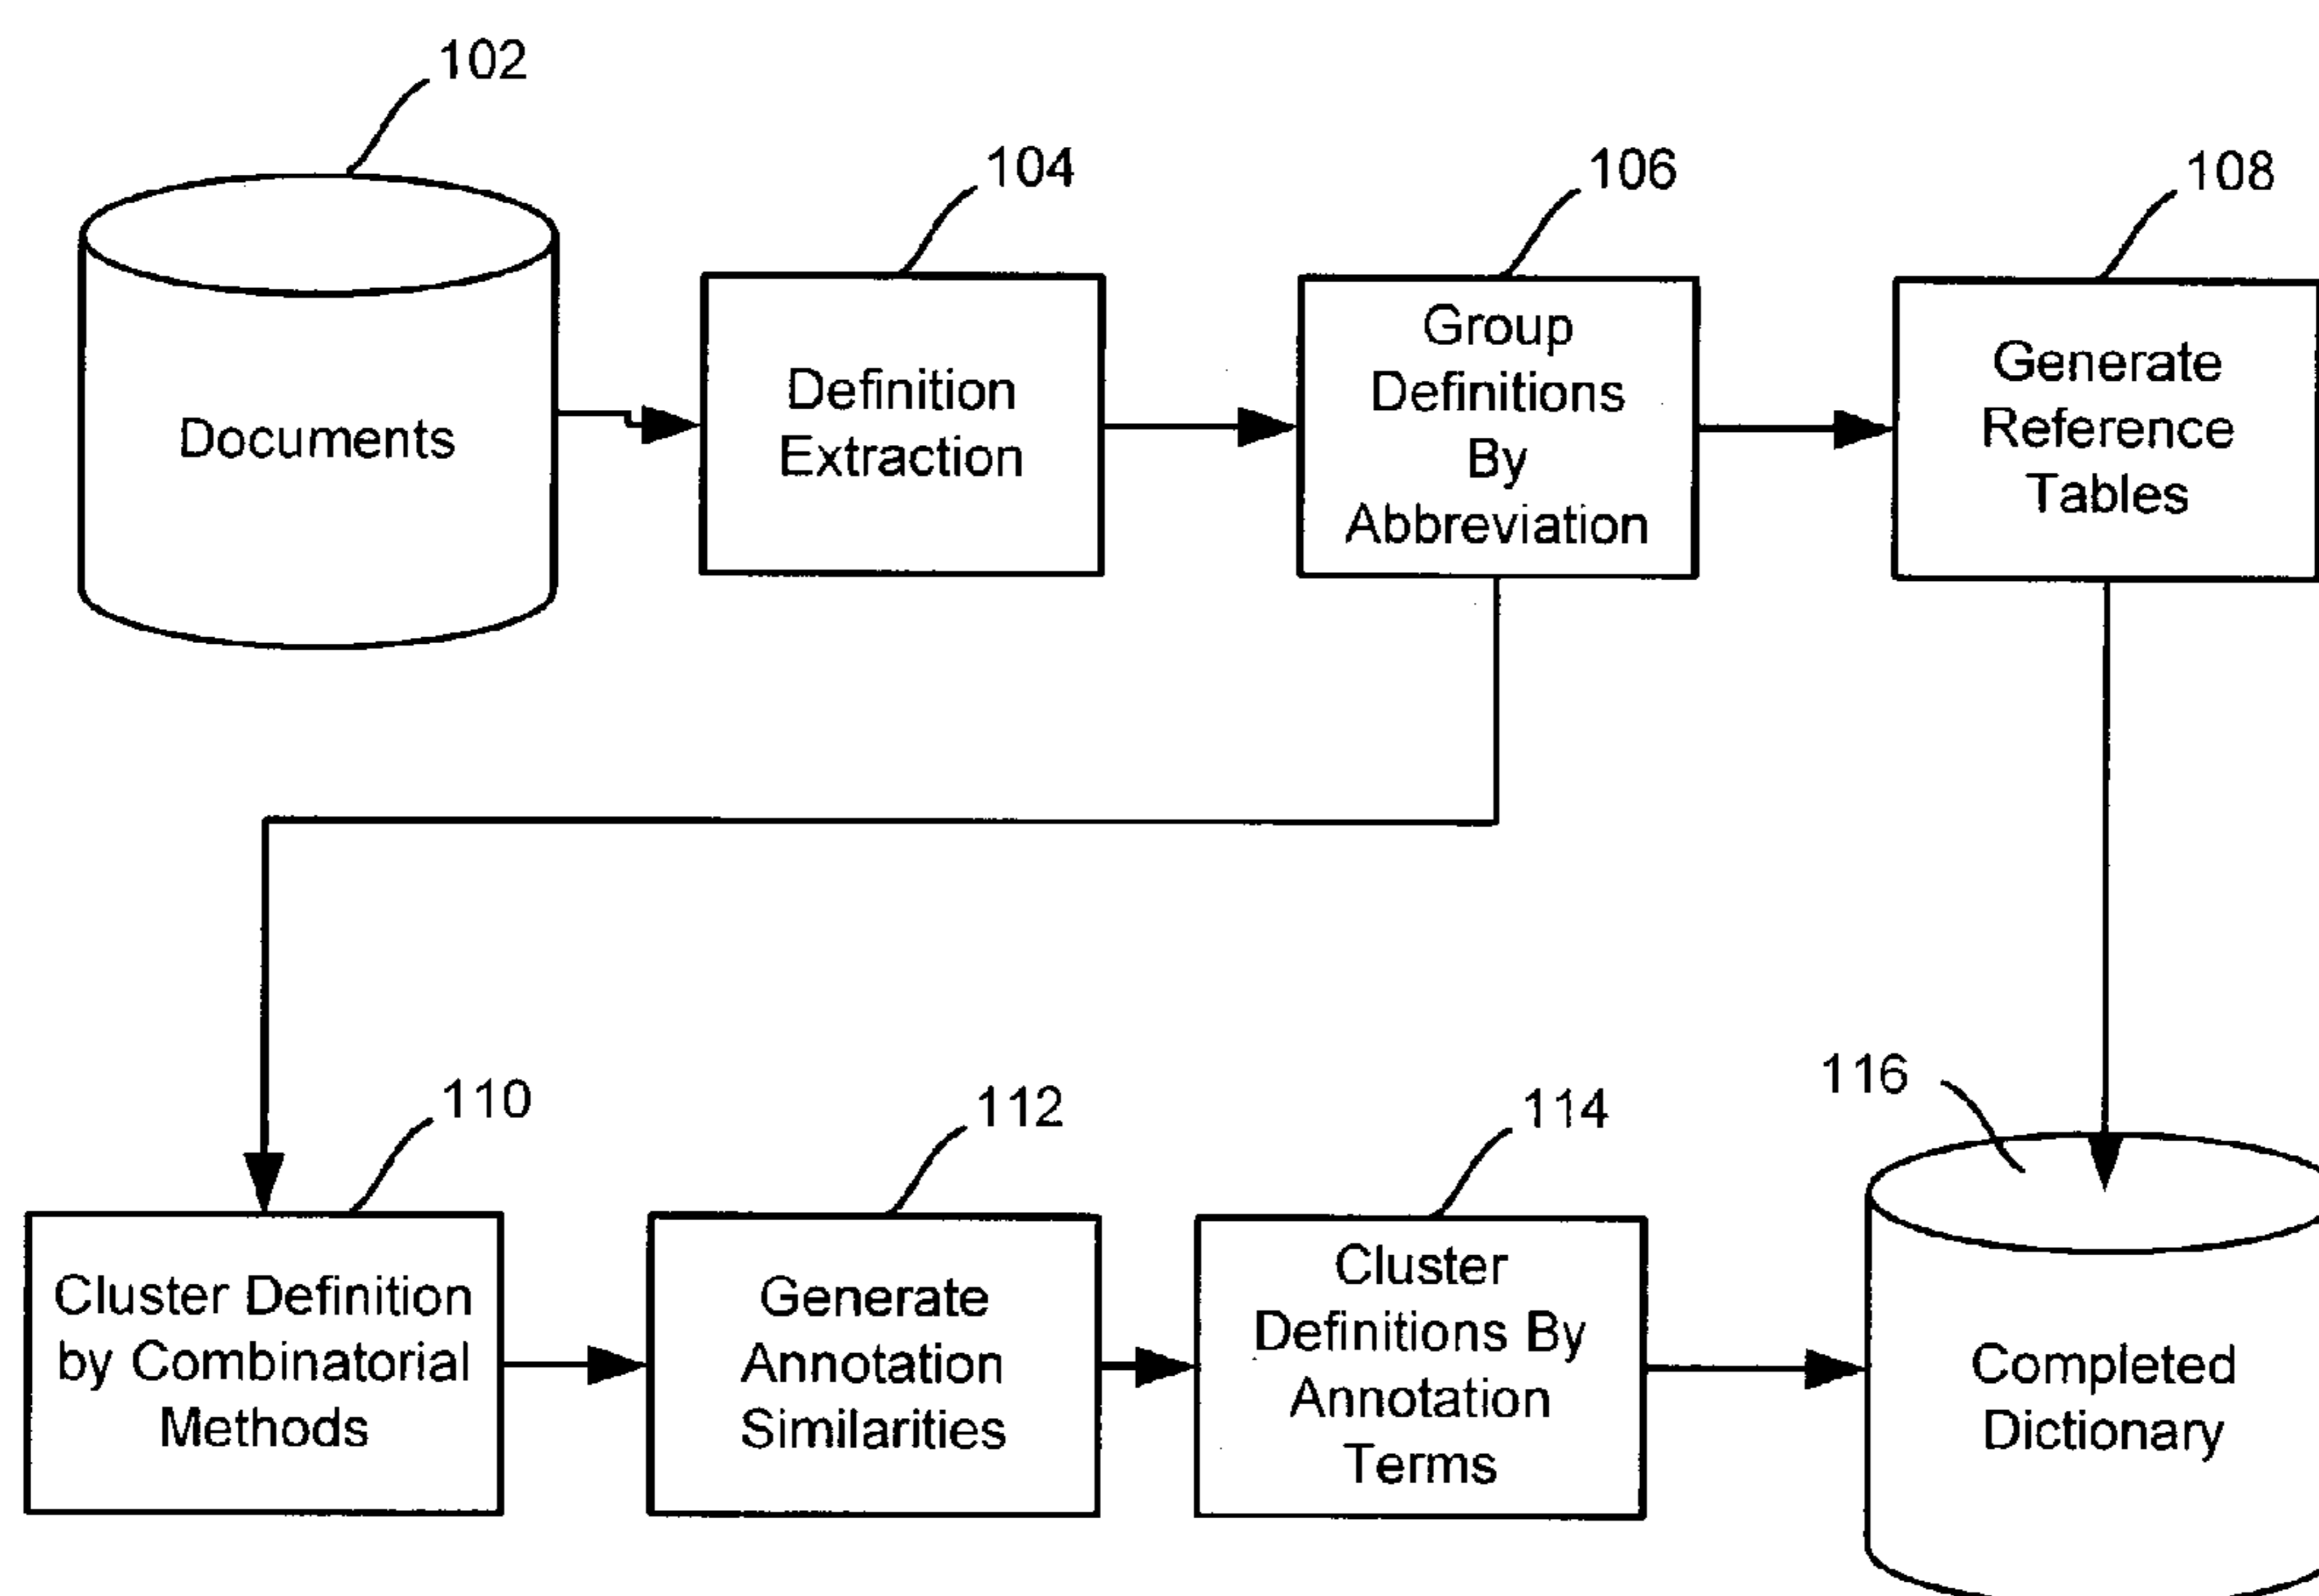 102
104
106
108
Documents
Definition
Extraction
Group
Definitions
By
Abbreviation
Generate
Reference
Tables
110
112
114
116
Cluster Definition
by Combinatorial
Methods
Generate
Annotation
Similarities
Cluster
Definitions By
Annotation
Terms
Completed
Dictionary